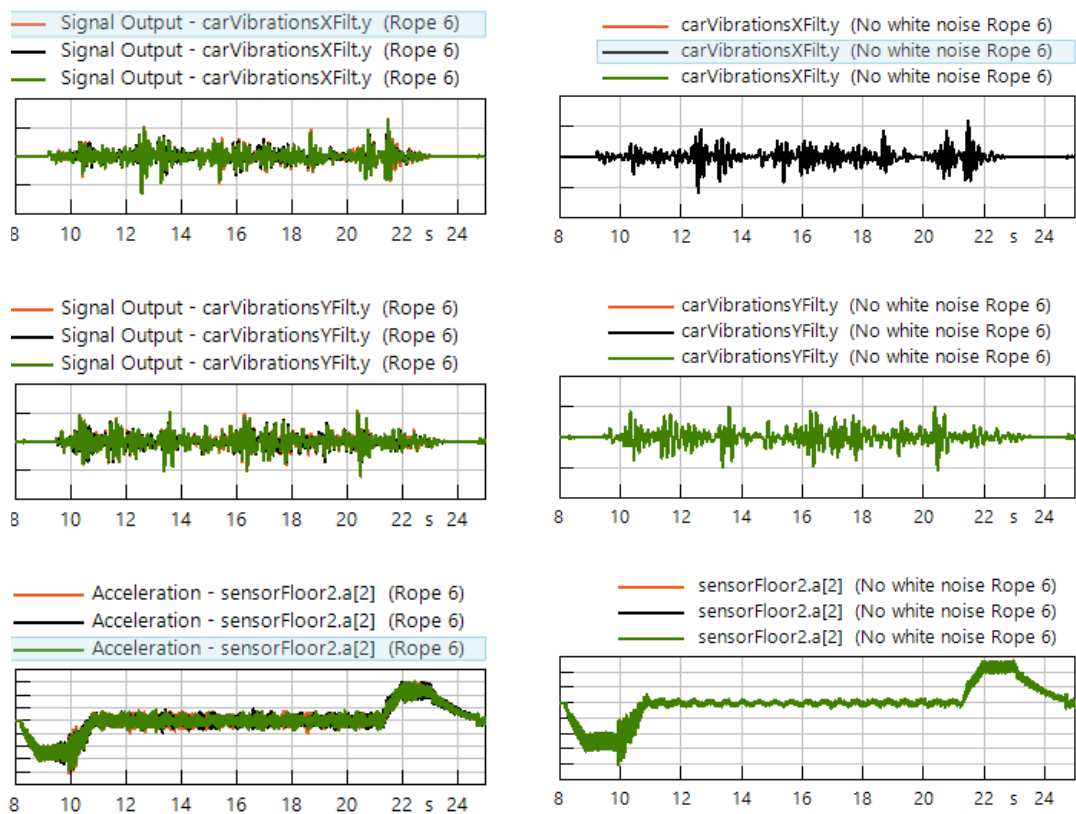 Signal Output - carVibrationsXFilt.y (Rope 6)
Signal Output - carVibrationsXFilt.y (Rope 6)
Signal Output - carVibrationsXFilt.y (Rope 6)
8 10 12 14 16 18 20 22 s 24
carVibrationsXFilt.y (No white noise Rope 6)
carVibrationsXFilt.y (No white noise Rope 6)
carVibrationsXFilt.y (No white noise Rope 6)
8 10 12 14 16 18 20 22 s 24
Signal Output - carVibrationsYFilt.y (Rope 6)
Signal Output - carVibrationsYFilt.y (Rope 6)
Signal Output - carVibrationsYFilt.y (Rope 6)
8 10 12 14 16 18 20 22 s 24
carVibrationsYFilt.y (No white noise Rope 6)
carVibrationsYFilt.y (No white noise Rope 6)
carVibrationsYFilt.y (No white noise Rope 6)
8 10 12 14 16 18 20 22 s 24
Acceleration - sensorFloor2.a[2] (Rope 6)
Acceleration - sensorFloor2.a[2] (Rope 6)
Acceleration - sensorFloor2.a[2] (Rope 6)
8 10 12 14 16 18 20 22 s 24
sensorFloor2.a[2] (No white noise Rope 6)
sensorFloor2.a[2] (No white noise Rope 6)
sensorFloor2.a[2] (No white noise Rope 6)
8 10 12 14 16 18 20 22 s 24